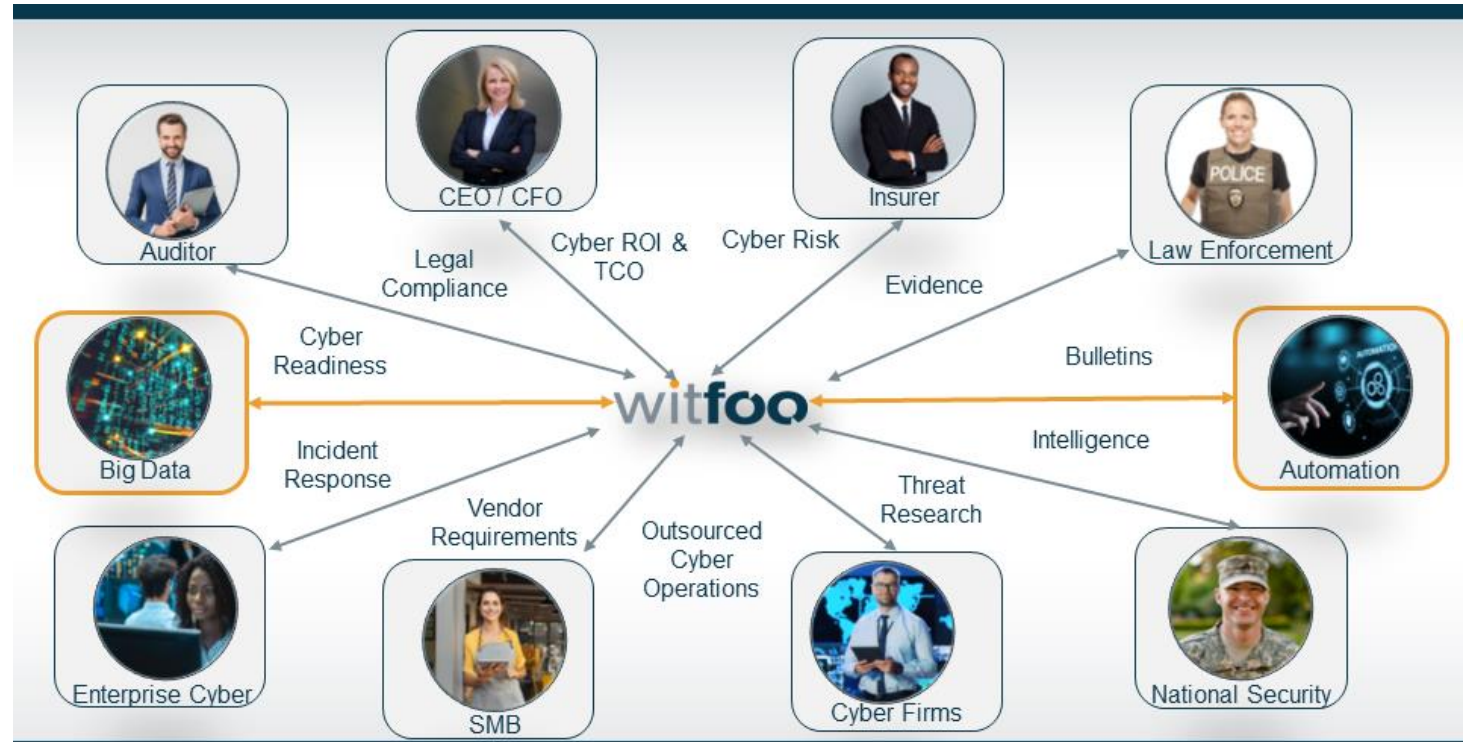 CEO / CFO
Insurer
Auditor
Law Enforcement
POLICE
Legal
Compliance
Cyber ROI &
TCO
Cyber Risk
Evidence
Cyber
Readiness
Bulletins
AUTOMATION
witfoo
Big Data
Automation
Incident
Response
Intelligence
Vendor
Requirements
Outsourced
Cyber
Operations
Threat
Research
Enterprise Cyber
SMB
Cyber Firms
National Security